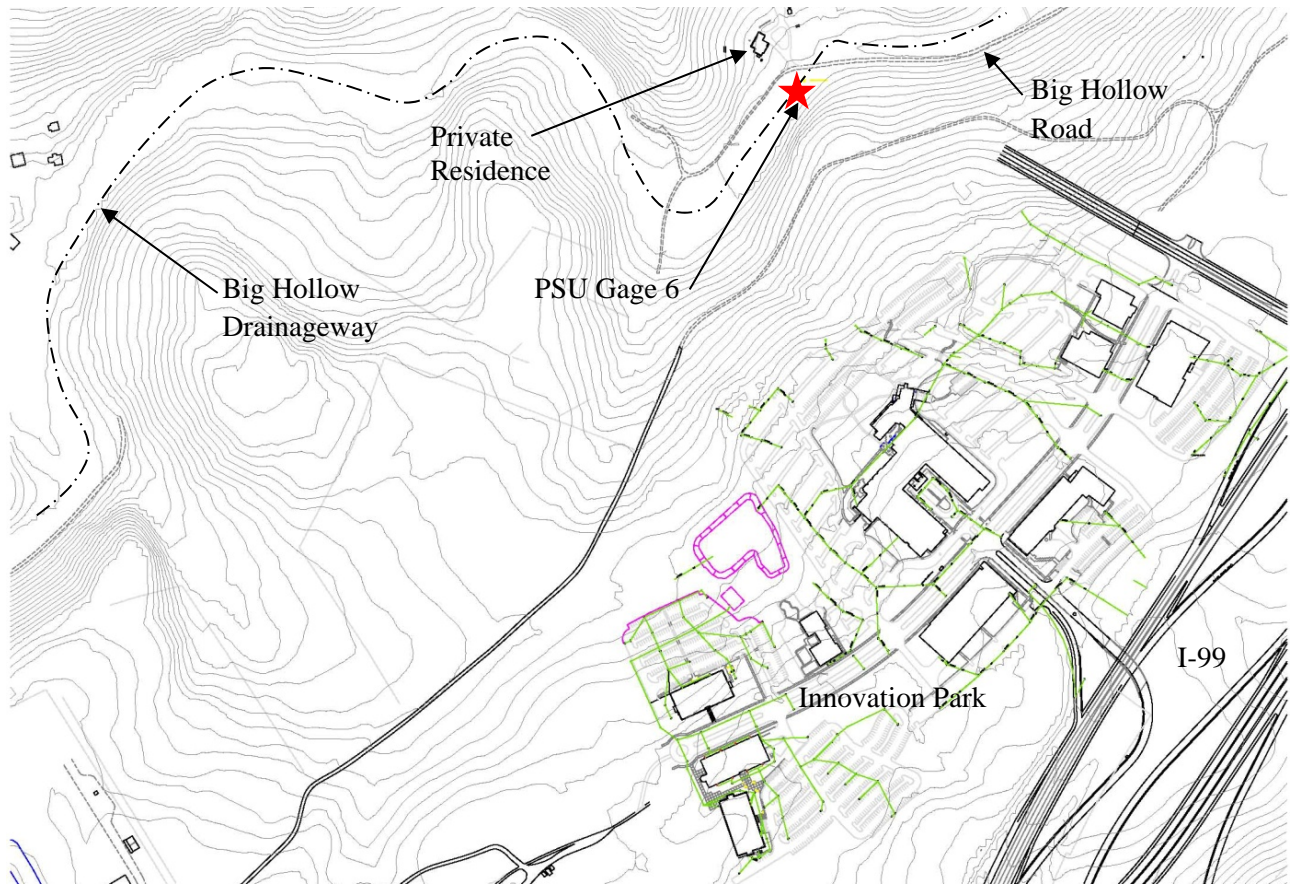 Big Hollow
Road
Private
Residence
Big Hollow
Drainageway
PSU Gage 6
I-99
Innovation Park